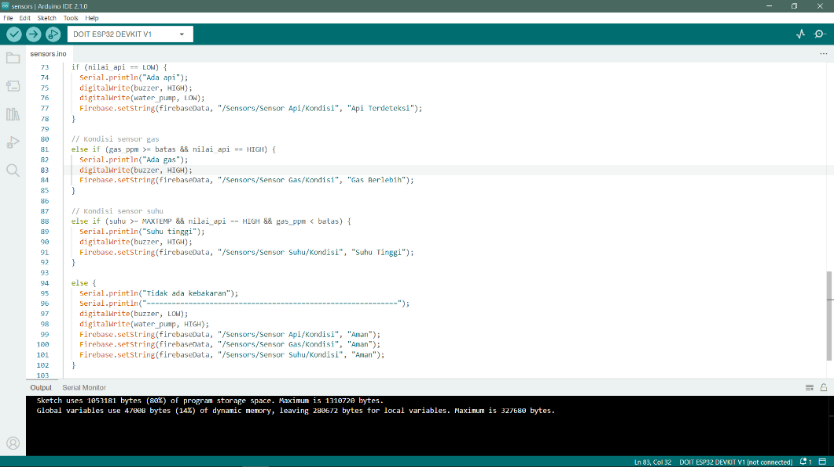 sensors | Arduino IDE 2.1.0
File Edit Sketch Tools Help
DOIT ESP32 DEVKIT V1
sensors.ino
73 if (nilai_api == LOW) {
74 Serial.println("Ada api");
75 digitalWrite(buzzer, HIGH);
76 digitalWrite(water_pump, LOW);
77 Firebase.setString(firebaseData, "/Sensors/Sensor Api/Kondisi", "Api Terdeteksi");
78 }
79
80 // Kondisi sensor gas
81 else if (gas_ppm >= batas && nilai_api == HIGH) {
82 Serial.println("Ada gas");
83 digitalWrite(buzzer, HIGH);
84 Firebase.setString(firebaseData, "/Sensors/Sensor Gas/Kondisi", "Gas Berlebih");
85 }
86
87 // Kondisi sensor suhu
88 else if (suhu >= MAXTEMP && nilai_api == HIGH && gas_ppm < batas) {
89 Serial.println("Suhu tinggi");
90 digitalWrite(buzzer, HIGH);
91 Firebase.setString(firebaseData, "/Sensors/Sensor Suhu/Kondisi", "Suhu Tinggi");
92 }
93
94 else {
95 Serial.println("Tidak ada kebakaran");
96 Serial.println("============================================================");
97 digitalWrite(buzzer, LOW);
98 digitalWrite(water_pump, HIGH);
99 Firebase.setString(firebaseData, "/Sensors/Sensor Api/Kondisi", "Aman");
100 Firebase.setString(firebaseData, "/Sensors/Sensor Gas/Kondisi", "Aman");
101 Firebase.setString(firebaseData, "/Sensors/Sensor Suhu/Kondisi", "Aman");
102 }
103
Output Serial Monitor
Sketch uses 1053181 bytes (80%) of program storage space. Maximum is 1310720 bytes.
Global variables use 47008 bytes (14%) of dynamic memory, leaving 280672 bytes for local variables. Maximum is 327680 bytes.
Ln 83, Col 32 DOIT ESP32 DEVKIT V1 [not connected] 1